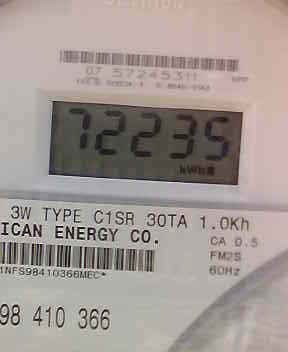 07 57245311
72235
kWh
3W TYPE C1SR 30TA 1.0Kh
ICAN ENERGY CO.
CA 0.5
FM2S
60Hz
1NFS98410366MEC*
98 410 366